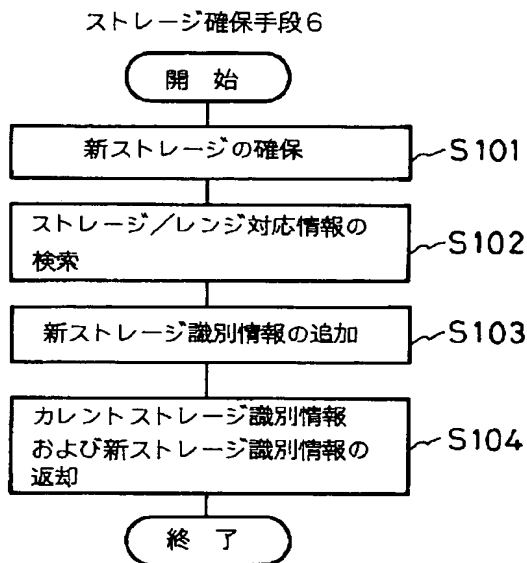 ストレージ確保手段6
開始
新ストレージの確保
S101
ストレージ／レンジ対応情報の
検索
S102
新ストレージ識別情報の追加
S103
カレントストレージ識別情報
および新ストレージ識別情報の
返却
S104
終了